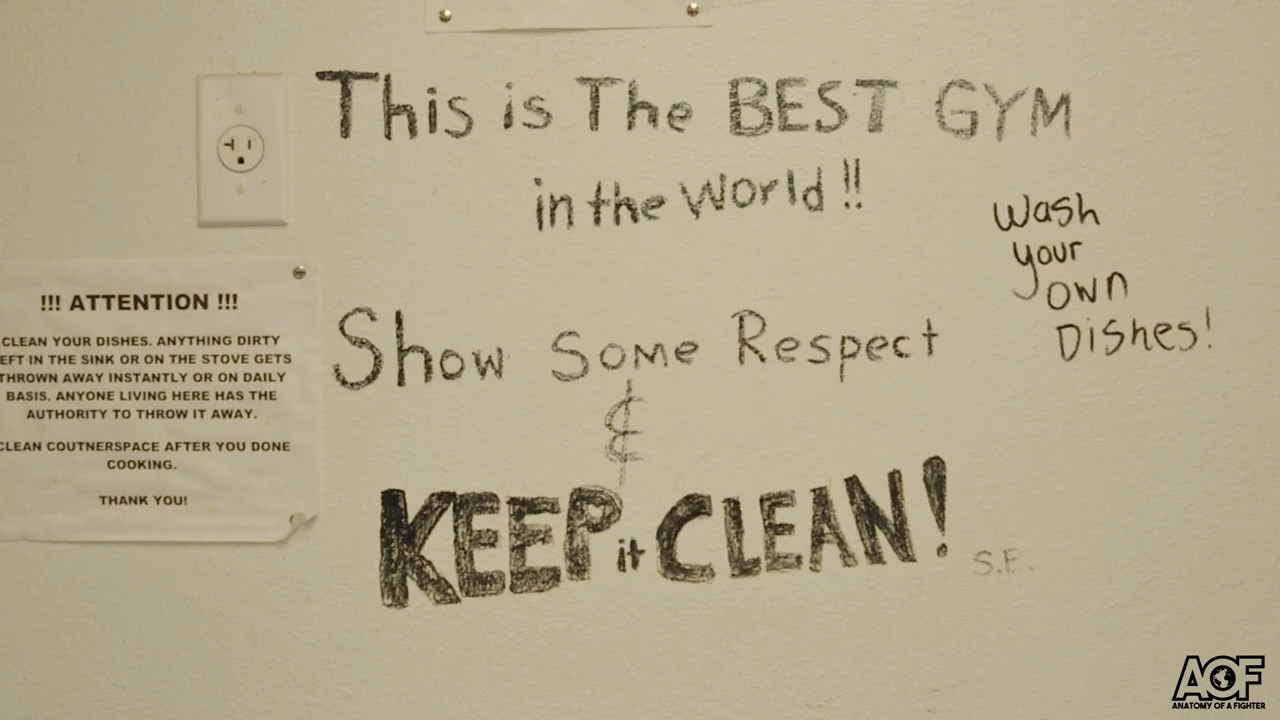 This is The BEST GYM
in the World !!
Wash
your
own
Dishes!
Show Some Respect
&
KEEP it CLEAN!
S.E.
!!! ATTENTION !!!
CLEAN YOUR DISHES. ANYTHING DIRTY
EFT IN THE SINK OR ON THE STOVE GETS
THROWN AWAY INSTANTLY OR ON DAILY
BASIS. ANYONE LIVING HERE HAS THE
AUTHORITY TO THROW IT AWAY.
CLEAN COUTNERSPACE AFTER YOU DONE
COOKING.
THANK YOU!
AOF
ANATOMY OF A FIGHTER